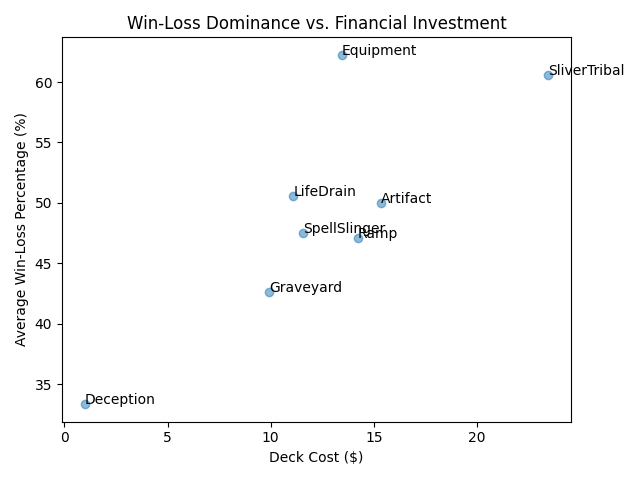 Win-Loss Dominance vs. Financial Investment
Average Win-Loss Percentage (%)
60
55
50
45
40
35
Equipment
SliverTribal
LifeDrain
Artifact
SpellSlinger
Ramp
Graveyard
Deception
0
5
10
15
20
Deck Cost ($)